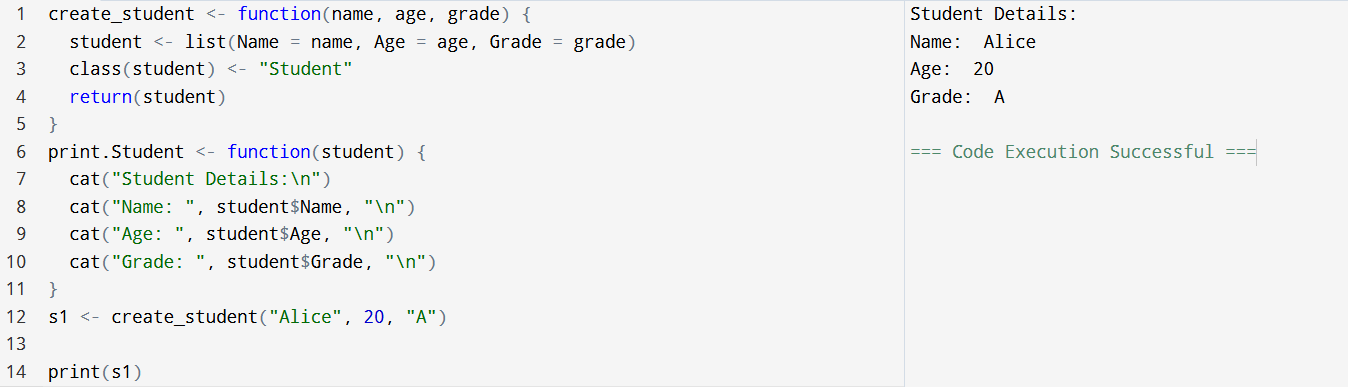 1 create_student <- function(name, age, grade) {
2   student <- list(Name = name, Age = age, Grade = grade)
3   class(student) <- "Student"
4   return(student)
5 }
6 print.Student <- function(student) {
7   cat("Student Details:\n")
8   cat("Name: ", student$Name, "\n")
9   cat("Age: ", student$Age, "\n")
10   cat("Grade: ", student$Grade, "\n")
11 }
12 s1 <- create_student("Alice", 20, "A")
13
14 print(s1)
Student Details:
Name:  Alice
Age:  20
Grade:  A
=== Code Execution Successful ===